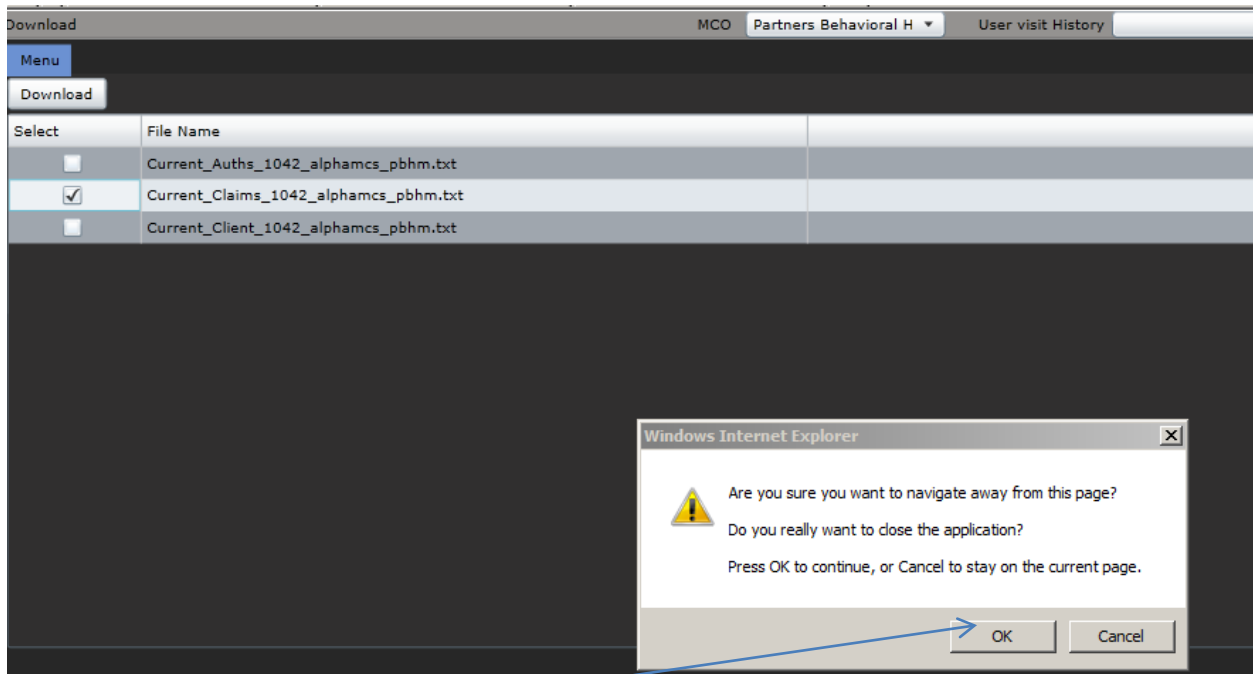 Download MCO Partners Behavioral H User visit History
Menu
Download
Select File Name
Current_Auths_1042_alphamcs_pbhm.txt
Current_Claims_1042_alphamcs_pbhm.txt
Current_Client_1042_alphamcs_pbhm.txt
Windows Internet Explorer
Are you sure you want to navigate away from this page?
Do you really want to close the application?
Press OK to continue, or Cancel to stay on the current page.
OK Cancel